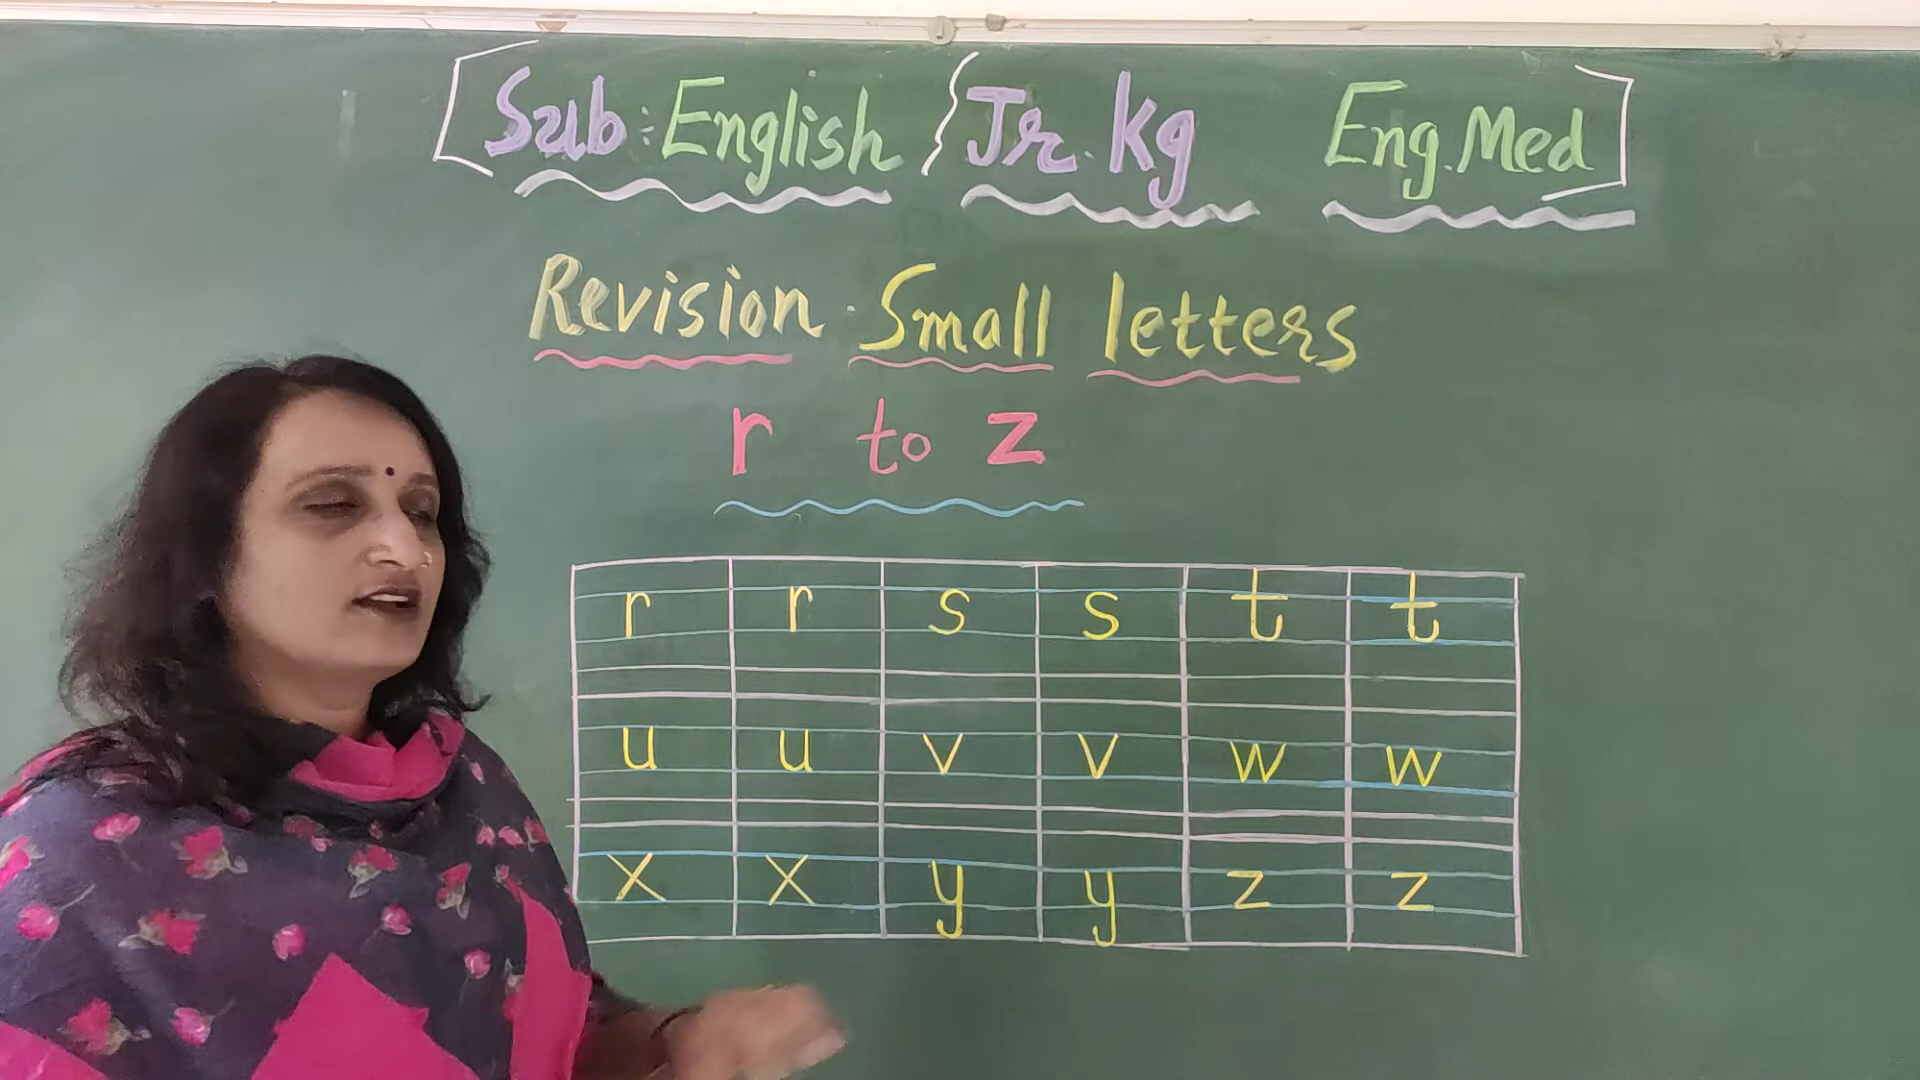 Sub: English Jr. Kg Eng. Med
Revision. Small letters
r to z
r r s s t t
u u v v w w
x x y y z z